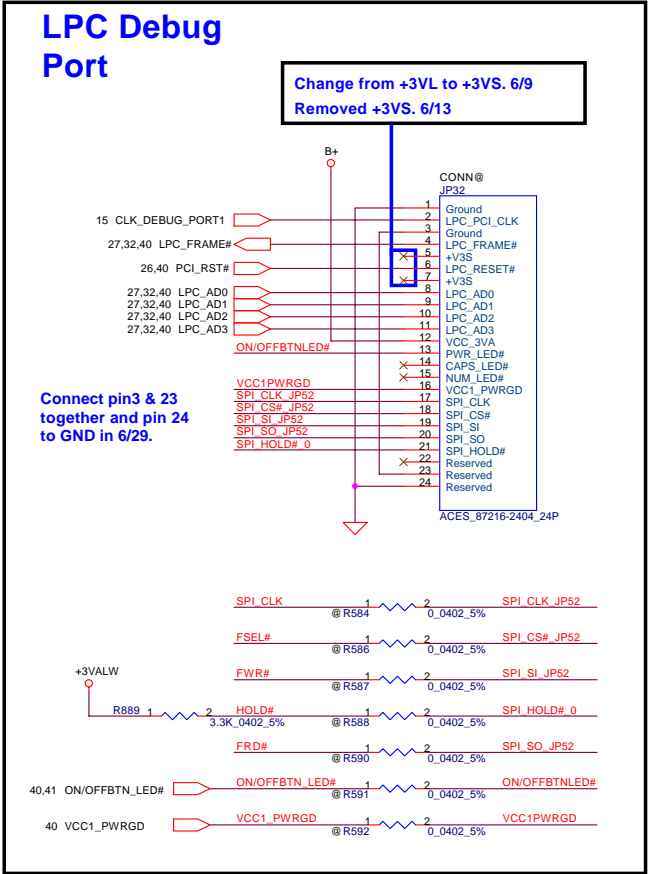 LPC Debug
Port
Change from +3VL to +3VS. 6/9
Removed +3VS. 6/13
B+
CONN@
JP32
1 Ground
15 CLK_DEBUG_PORT1 2 LPC_PCI_CLK
3 Ground
27,32,40 LPC_FRAME# 4 LPC_FRAME#
5 +V3S
26,40 PCI_RST# 6 LPC_RESET#
7 +V3S
27,32,40 LPC_AD0 8 LPC_AD0
27,32,40 LPC_AD1 9 LPC_AD1
27,32,40 LPC_AD2 10 LPC_AD2
27,32,40 LPC_AD3 11 LPC_AD3
12 VCC_3VA
ON/OFFBTNLED# 13 PWR_LED#
14 CAPS_LED#
15 NUM_LED#
VCC1PWRGD 16 VCC1_PWRGD
SPI_CLK_JP52 17 SPI_CLK
SPI_CS#_JP52 18 SPI_CS#
SPI_SI_JP52 19 SPI_SI
SPI_SO_JP52 20 SPI_SO
SPI_HOLD#_0 21 SPI_HOLD#
22 Reserved
23 Reserved
24 Reserved
ACES_87216-2404_24P
Connect pin3 & 23
together and pin 24
to GND in 6/29.
SPI_CLK 1 2 SPI_CLK_JP52
@ R584 0_0402_5%
FSEL# 1 2 SPI_CS#_JP52
@ R586 0_0402_5%
+3VALW
FWR# 1 2 SPI_SI_JP52
@ R587 0_0402_5%
R889 1 2 HOLD# 1 2 SPI_HOLD#_0
3.3K_0402_5% @ R588 0_0402_5%
FRD# 1 2 SPI_SO_JP52
@ R590 0_0402_5%
40,41 ON/OFFBTN_LED# ON/OFFBTN_LED# 1 2 ON/OFFBTNLED#
@ R591 0_0402_5%
40 VCC1_PWRGD VCC1_PWRGD 1 2 VCC1PWRGD
@ R592 0_0402_5%